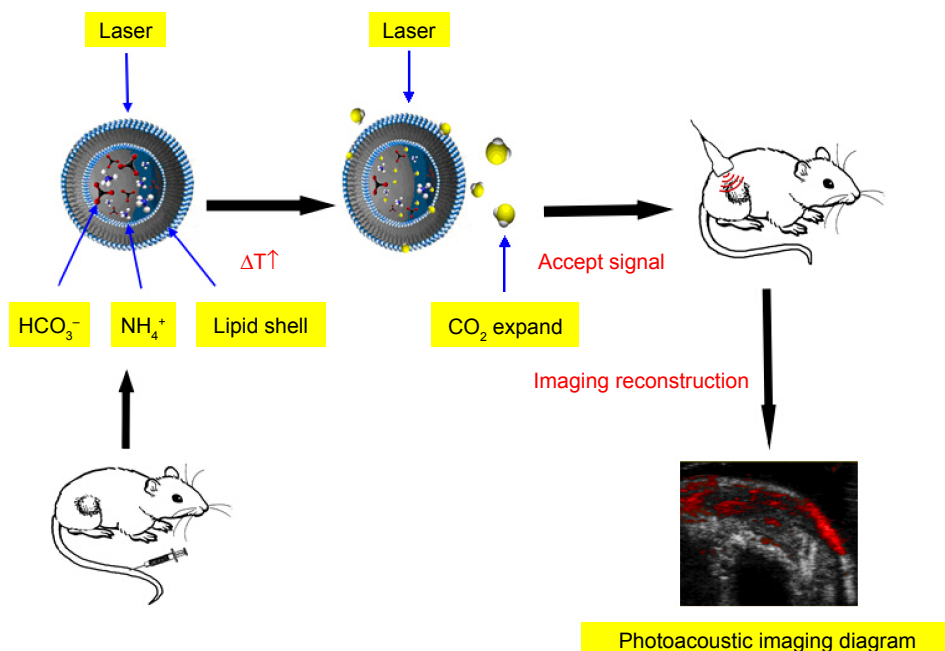 Laser
Laser
ΔT↑
Accept signal
HCO₃⁻
NH₄⁺
Lipid shell
CO₂ expand
Imaging reconstruction
Photoacoustic imaging diagram